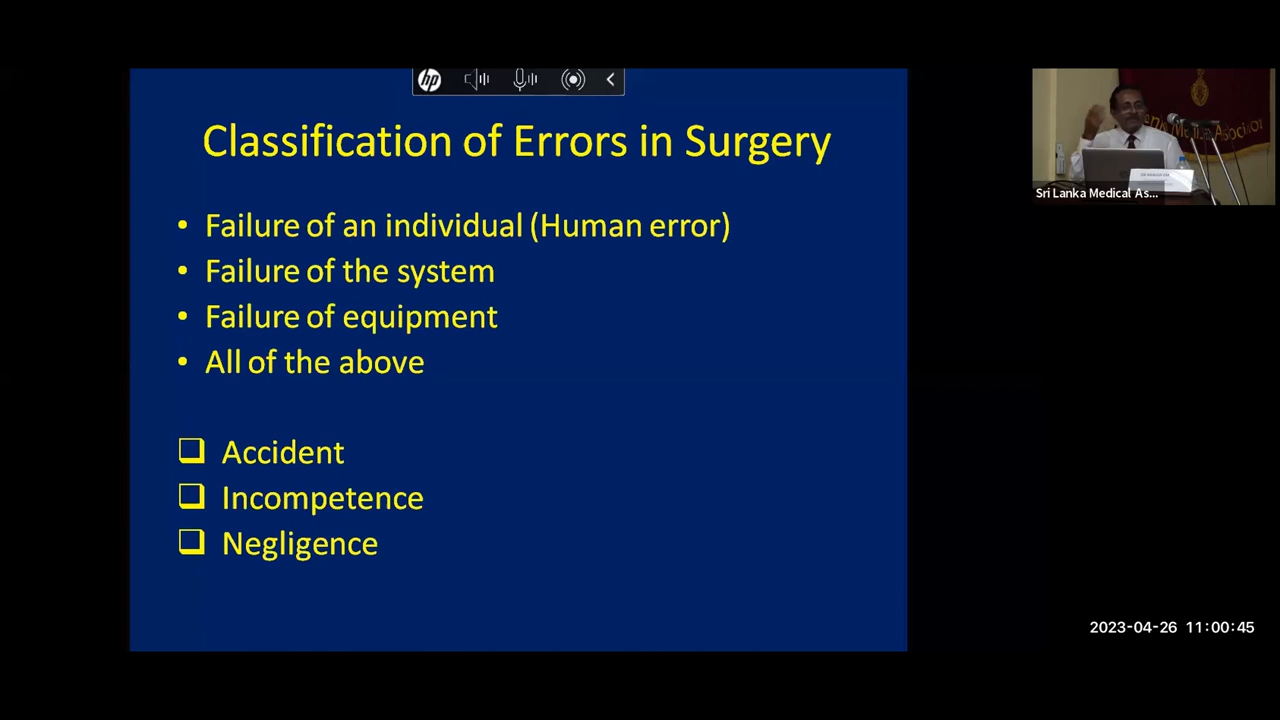 hp
Classification of Errors in Surgery
• Failure of an individual (Human error)
• Failure of the system
• Failure of equipment
• All of the above
❑ Accident
❑ Incompetence
❑ Negligence
Sri Lanka Medical As...
2023-04-26 11:00:45